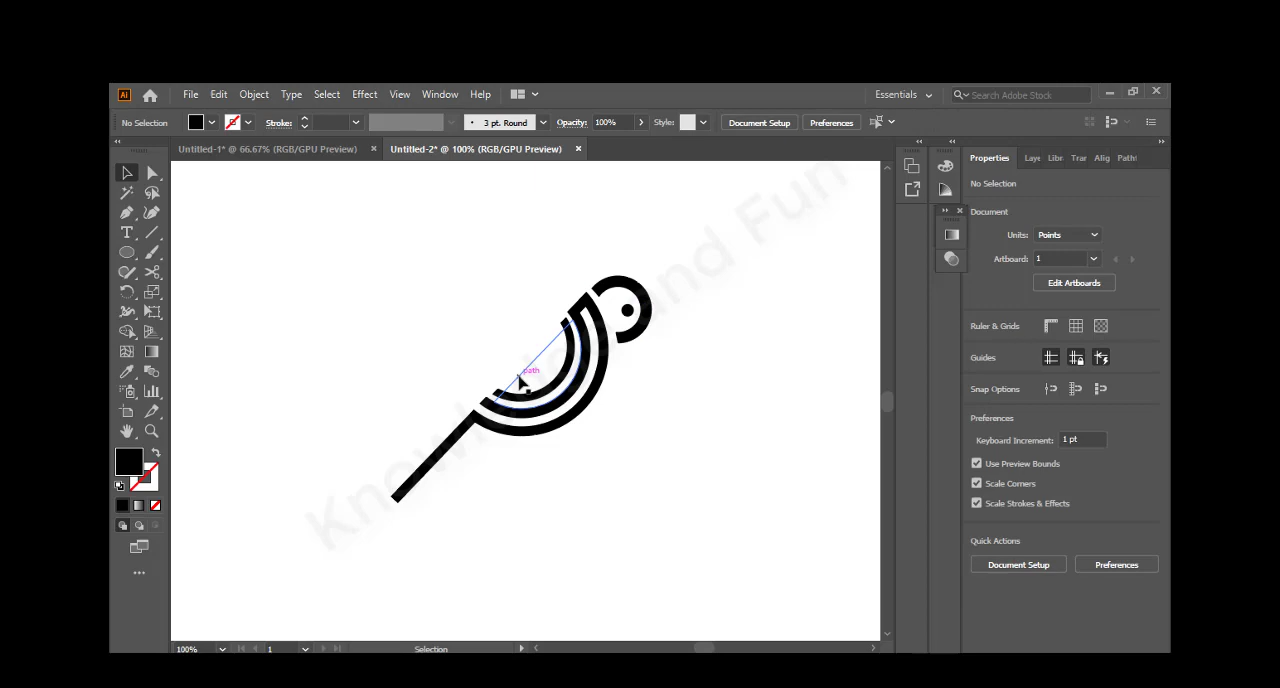 Ai
File Edit Object Type Select Effect View Window Help
Essentials
Search Adobe Stock
No Selection
Stroke:
3 pt. Round
Opacity: 100%
Style:
Document Setup
Preferences
Untitled-1* @ 66.67% (RGB/GPU Preview)
Untitled-2* @ 100% (RGB/GPU Preview)
Properties Laye Libr Trar Alig Path
No Selection
Document
Units: Points
Artboard: 1
Edit Artboards
Ruler & Grids
Guides
Snap Options
Preferences
Keyboard Increment: 1 pt
Use Preview Bounds
Scale Corners
Scale Strokes & Effects
Quick Actions
Document Setup
Preferences
path
Knowledge and Fun
100%
1
Selection